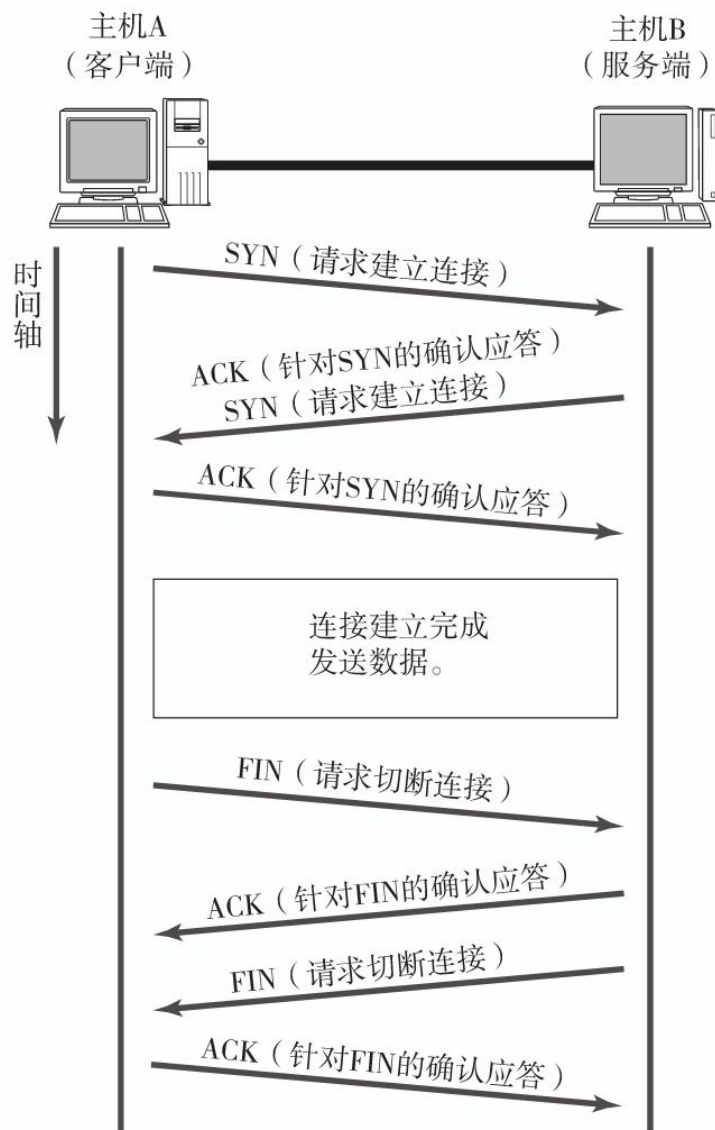 主机A
（客户端）
主机B
（服务端）
时间轴
SYN（请求建立连接）
ACK（针对SYN的确认应答）
SYN（请求建立连接）
ACK（针对SYN的确认应答）
连接建立完成
发送数据。
FIN（请求切断连接）
ACK（针对FIN的确认应答）
FIN（请求切断连接）
ACK（针对FIN的确认应答）